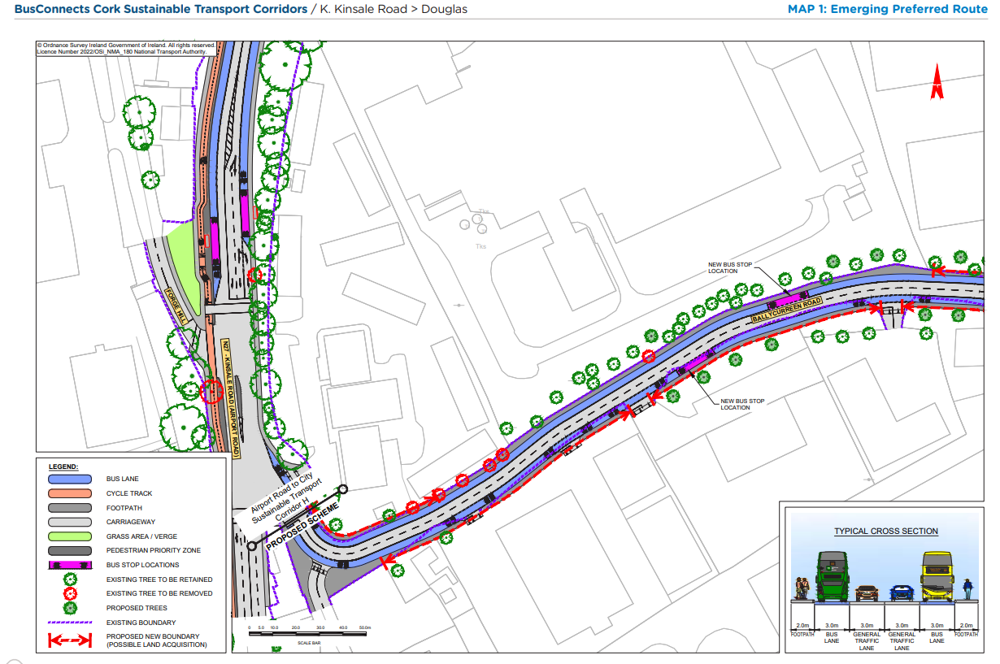 BusConnects Cork Sustainable Transport Corridors / K. Kinsale Road > Douglas
MAP 1: Emerging Preferred Route
© Ordnance Survey Ireland Government of Ireland. All rights reserved.
Licence Number 2022/OSi_NMA_180 National Transport Authority.
Tks
Tks
NEW BUS STOP
LOCATION
BALLYCURREEN ROAD
FORGE HILL
N27 - KINSALE ROAD (AIRPORT ROAD)
NEW BUS STOP
LOCATION
Airport Road to City
Sustainable Transport
Corridor H
PROPOSED SCHEME
LEGEND:
BUS LANE
CYCLE TRACK
FOOTPATH
CARRIAGEWAY
GRASS AREA / VERGE
PEDESTRIAN PRIORITY ZONE
BUS STOP LOCATIONS
EXISTING TREE TO BE RETAINED
EXISTING TREE TO BE REMOVED
PROPOSED TREES
EXISTING BOUNDARY
PROPOSED NEW BOUNDARY
(POSSIBLE LAND ACQUISITION)
0 5.0 10.0 20.0 30.0 40.0 50.0m
SCALE BAR
TYPICAL CROSS SECTION
2.0m 3.0m 3.0m 3.0m 3.0m 2.0m
FOOTPATH BUS GENERAL GENERAL BUS FOOTPATH
LANE TRAFFIC TRAFFIC LANE
LANE LANE